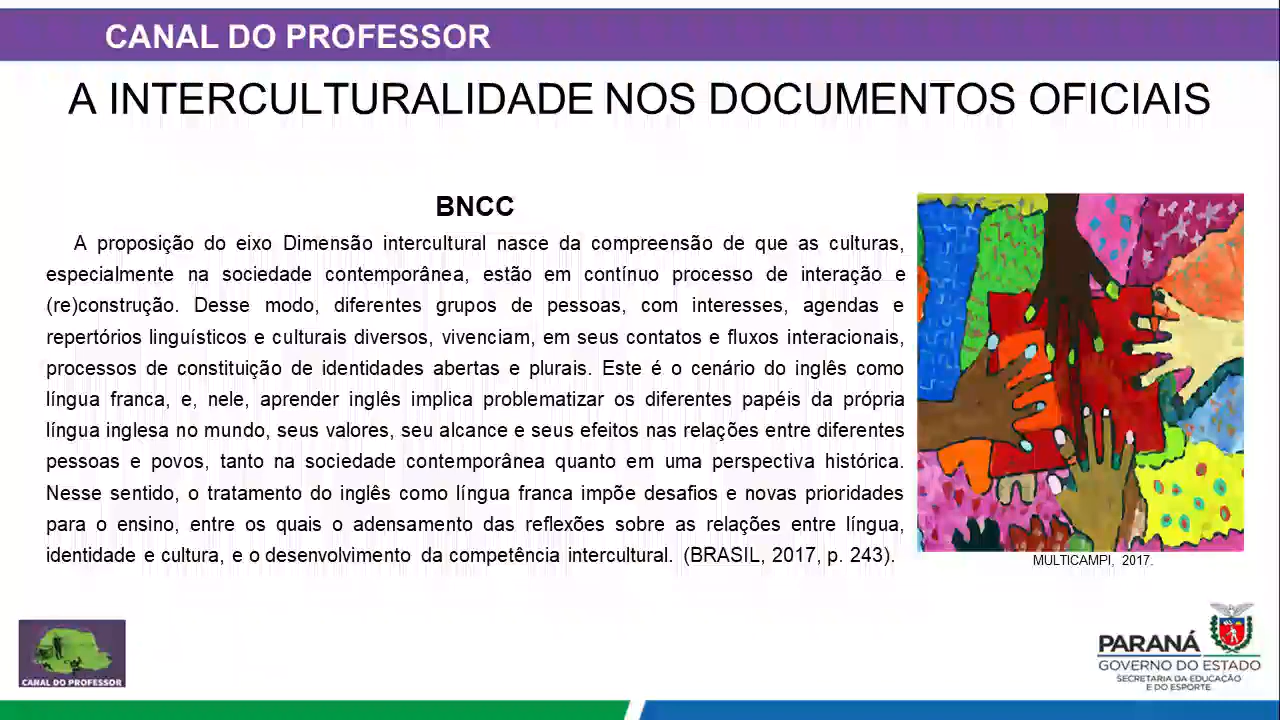 CANAL DO PROFESSOR
A INTERCULTURALIDADE NOS DOCUMENTOS OFICIAIS
BNCC
A proposição do eixo Dimensão intercultural nasce da compreensão de que as culturas,
especialmente na sociedade contemporânea, estão em contínuo processo de interação e
(re)construção. Desse modo, diferentes grupos de pessoas, com interesses, agendas e
repertórios linguísticos e culturais diversos, vivenciam, em seus contatos e fluxos interacionais,
processos de constituição de identidades abertas e plurais. Este é o cenário do inglês como
língua franca, e, nele, aprender inglês implica problematizar os diferentes papéis da própria
língua inglesa no mundo, seus valores, seu alcance e seus efeitos nas relações entre diferentes
pessoas e povos, tanto na sociedade contemporânea quanto em uma perspectiva histórica.
Nesse sentido, o tratamento do inglês como língua franca impõe desafios e novas prioridades
para o ensino, entre os quais o adensamento das reflexões sobre as relações entre língua,
identidade e cultura, e o desenvolvimento da competência intercultural. (BRASIL, 2017, p. 243).
MULTICAMPI, 2017.
CANAL DO PROFESSOR
PARANÁ
GOVERNO DO ESTADO
SECRETARIA DA EDUCAÇÃO
E DO ESPORTE